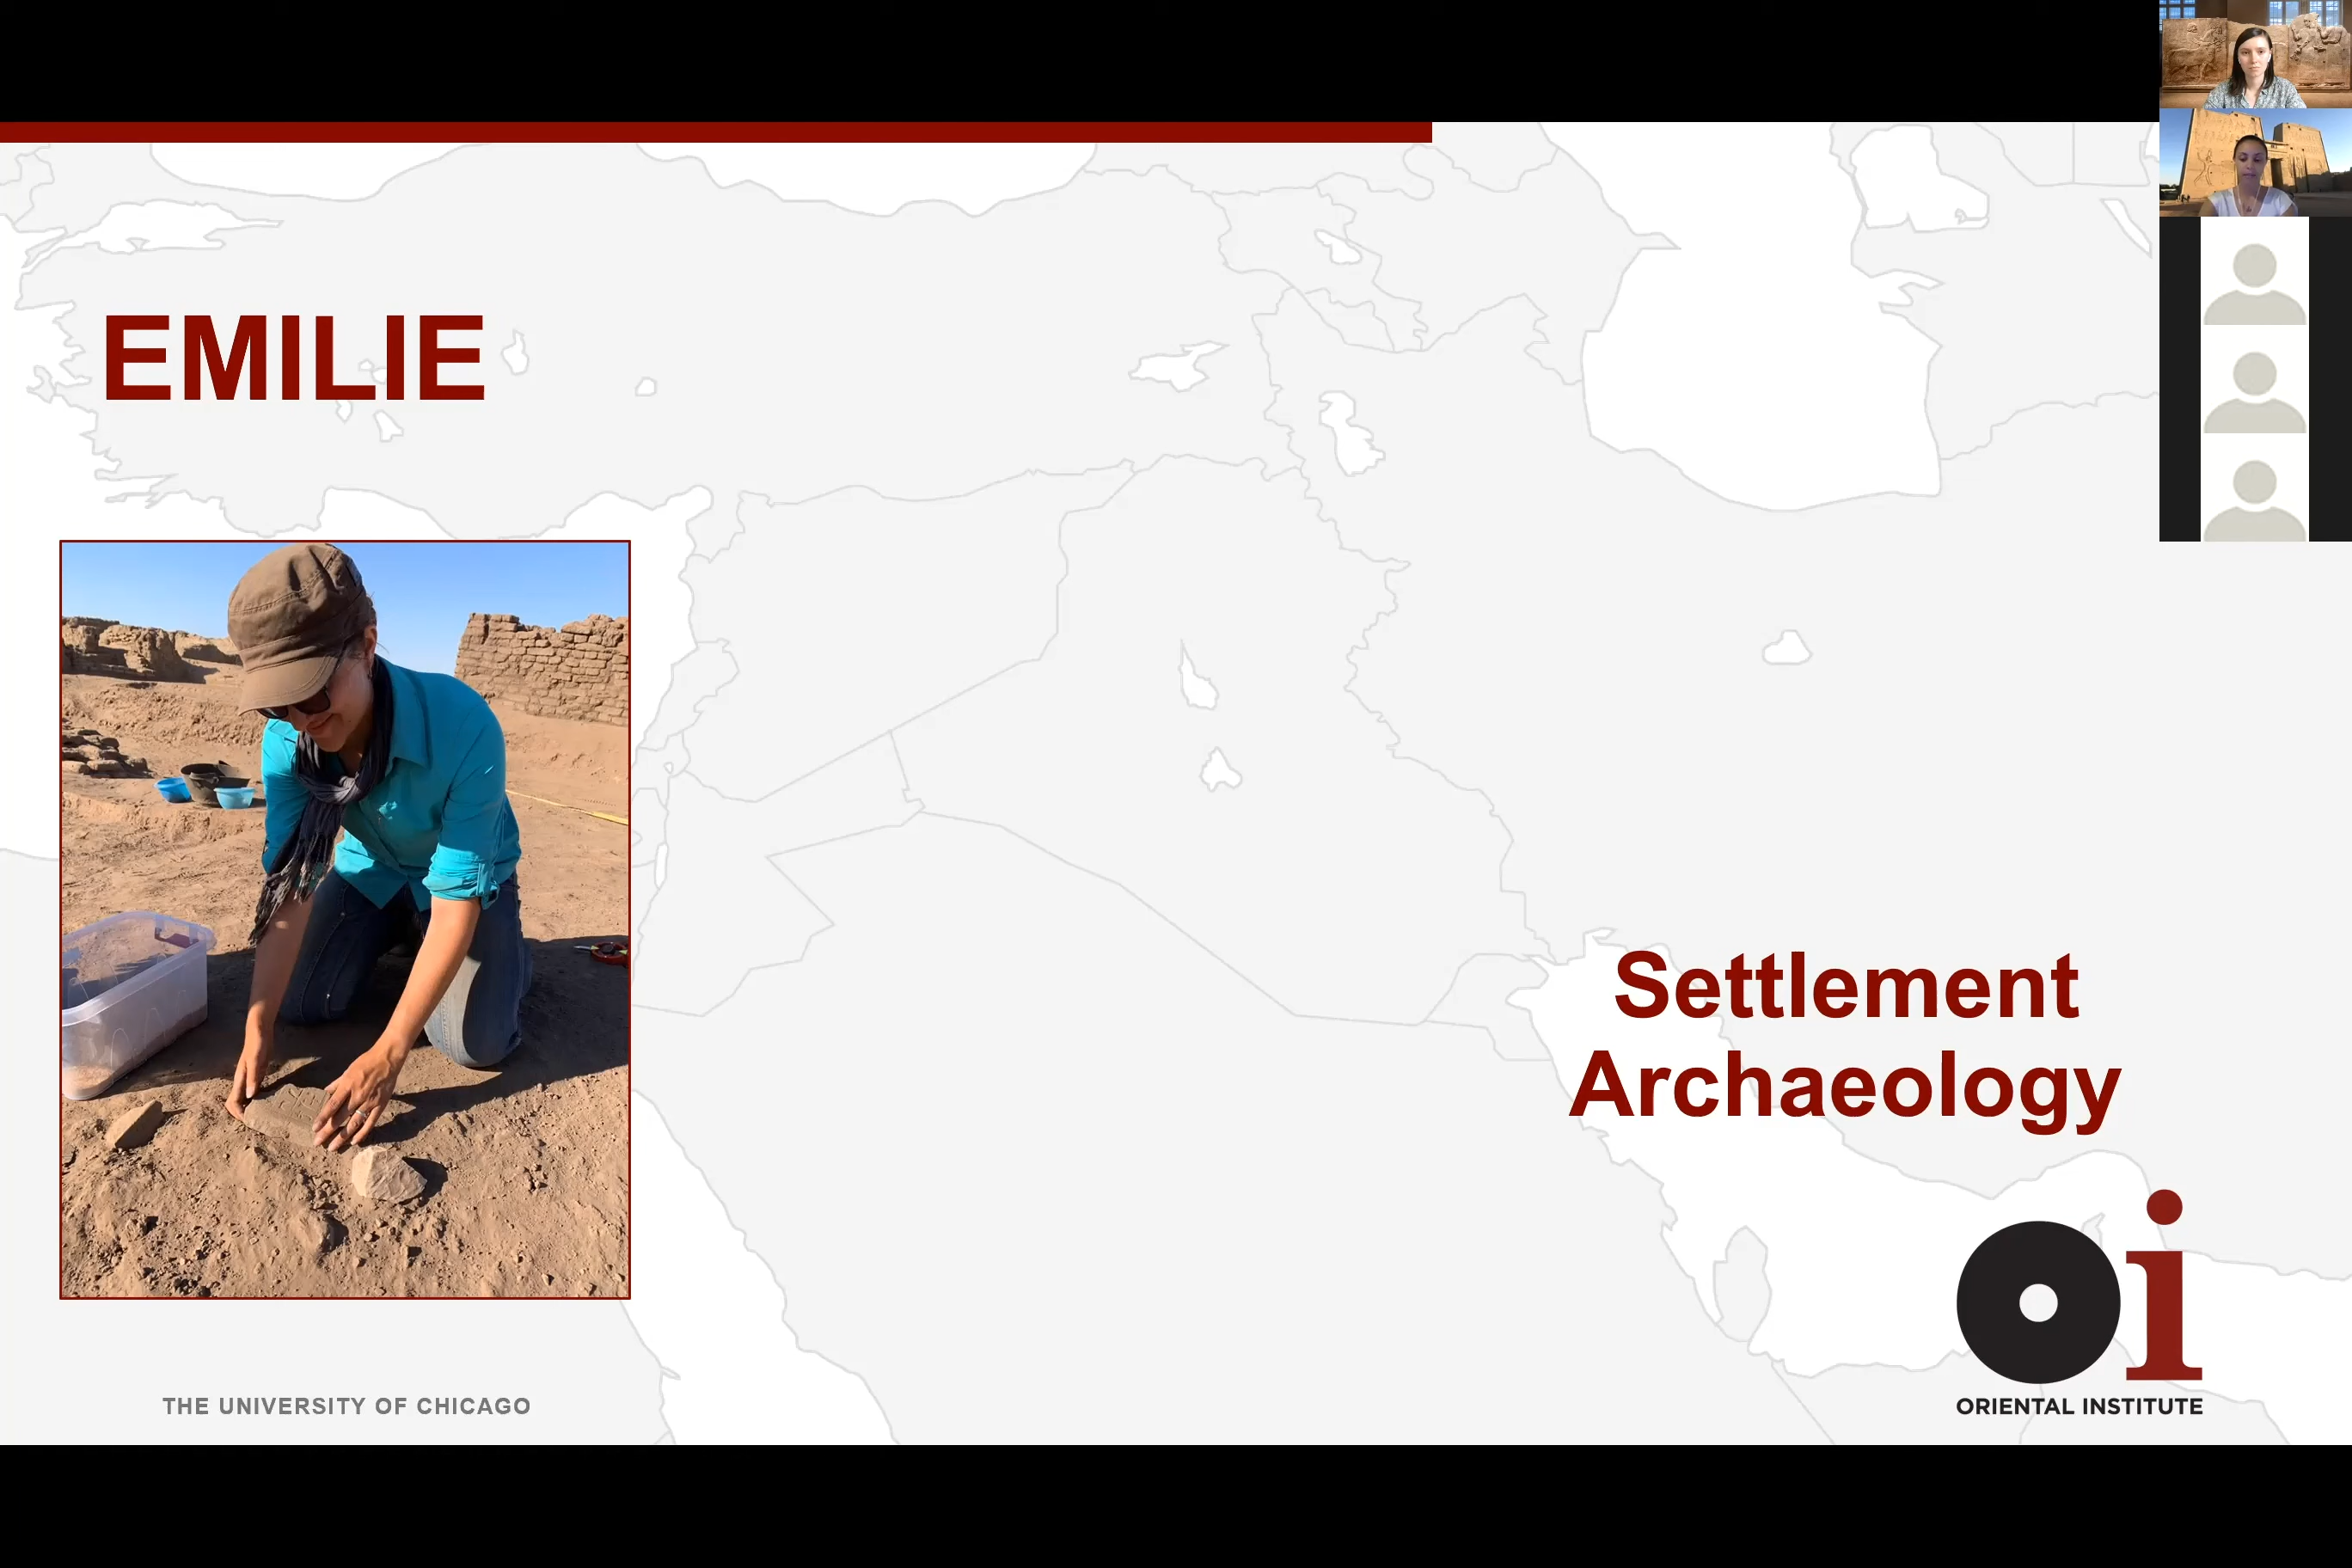 EMILIE
Settlement
Archaeology
THE UNIVERSITY OF CHICAGO
oi
ORIENTAL INSTITUTE